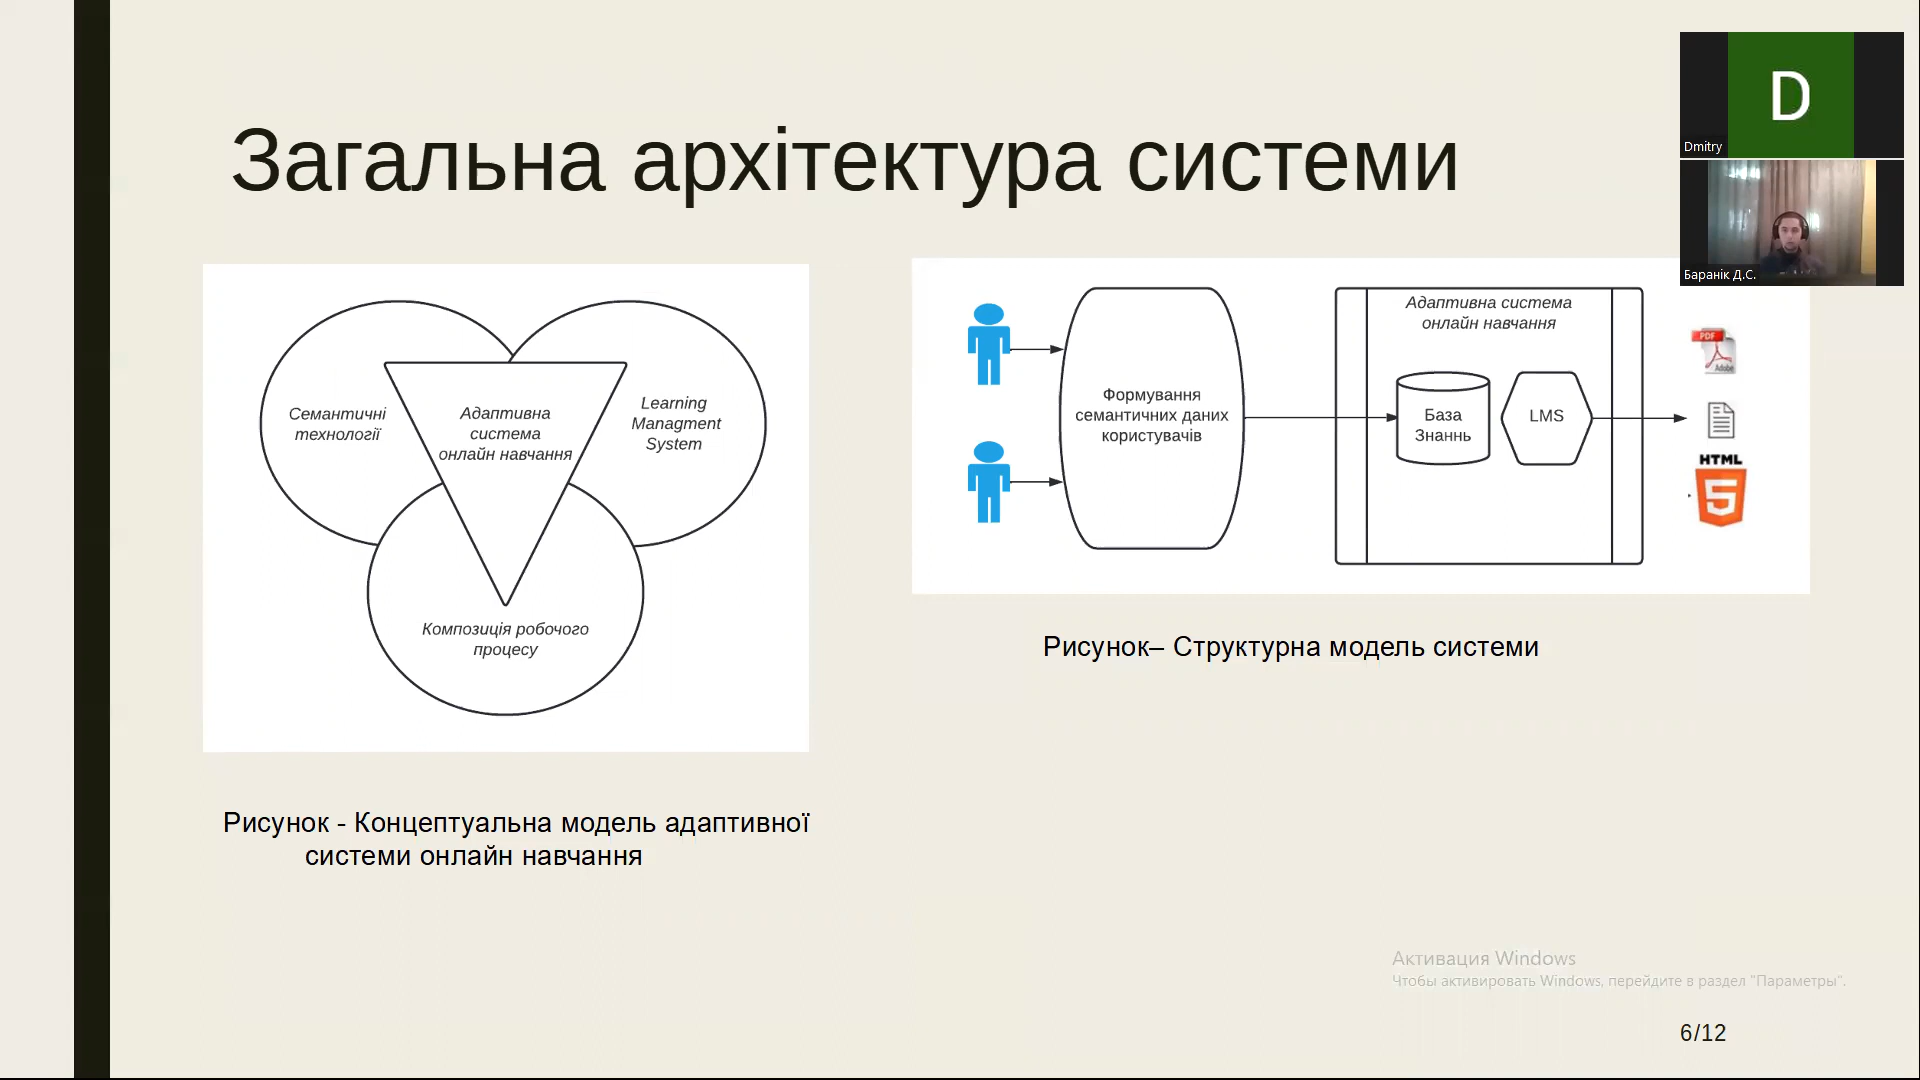 Загальна архітектура системи
D
Dmitry
Баранік Д.С.
Семантичні
технології
Адаптивна
система
онлайн навчання
Learning
Managment
System
Композиція робочого
процесу
Рисунок - Концептуальна модель адаптивної
системи онлайн навчання
Формування
семантичних даних
користувачів
Адаптивна система
онлайн навчання
База
Знаннь
LMS
PDF
Adobe
HTML
5
Рисунок– Структурна модель системи
Активация Windows
Чтобы активировать Windows, перейдите в раздел "Параметры".
6/12